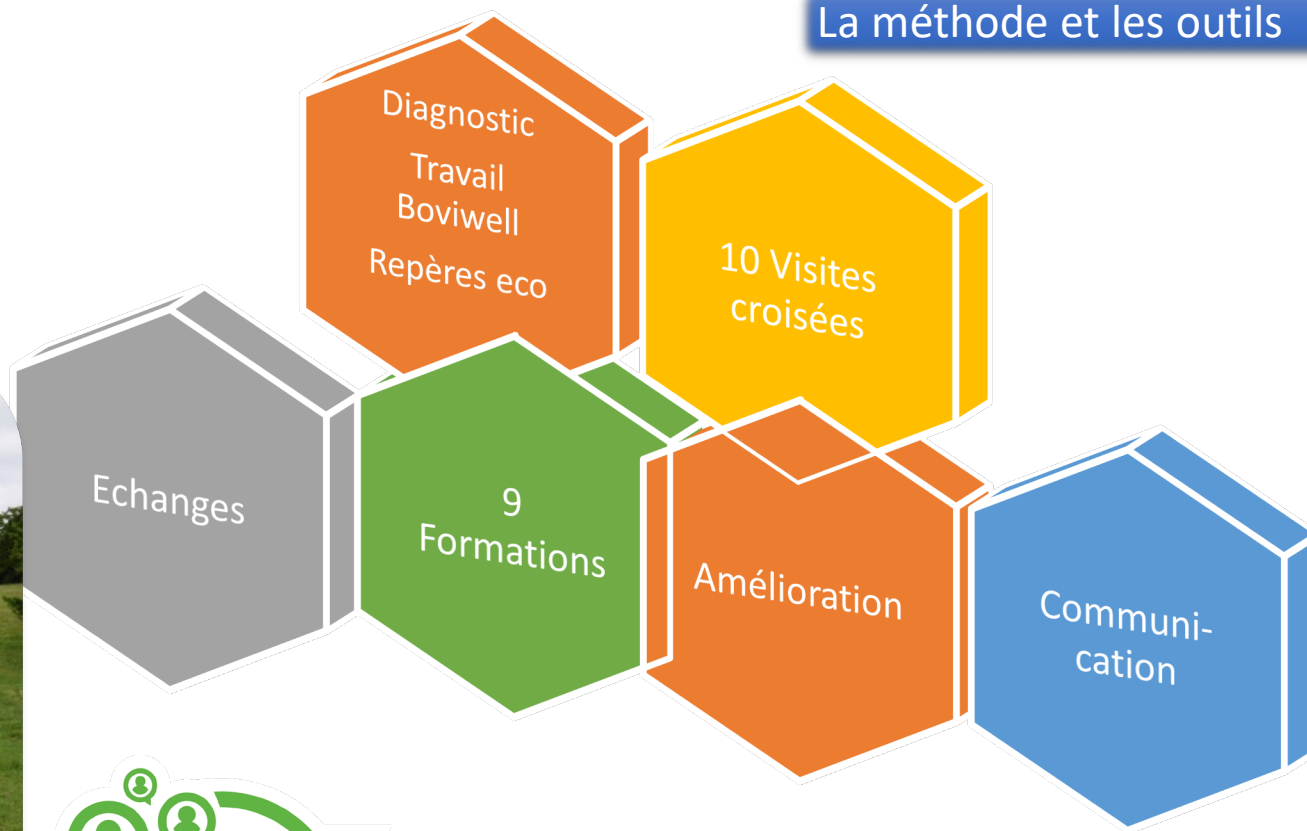 La méthode et les outils
Diagnostic
Travail
Boviwell
Repères eco
10 Visites
croisées
Echanges
9
Formations
Amélioration
Communi-
cation